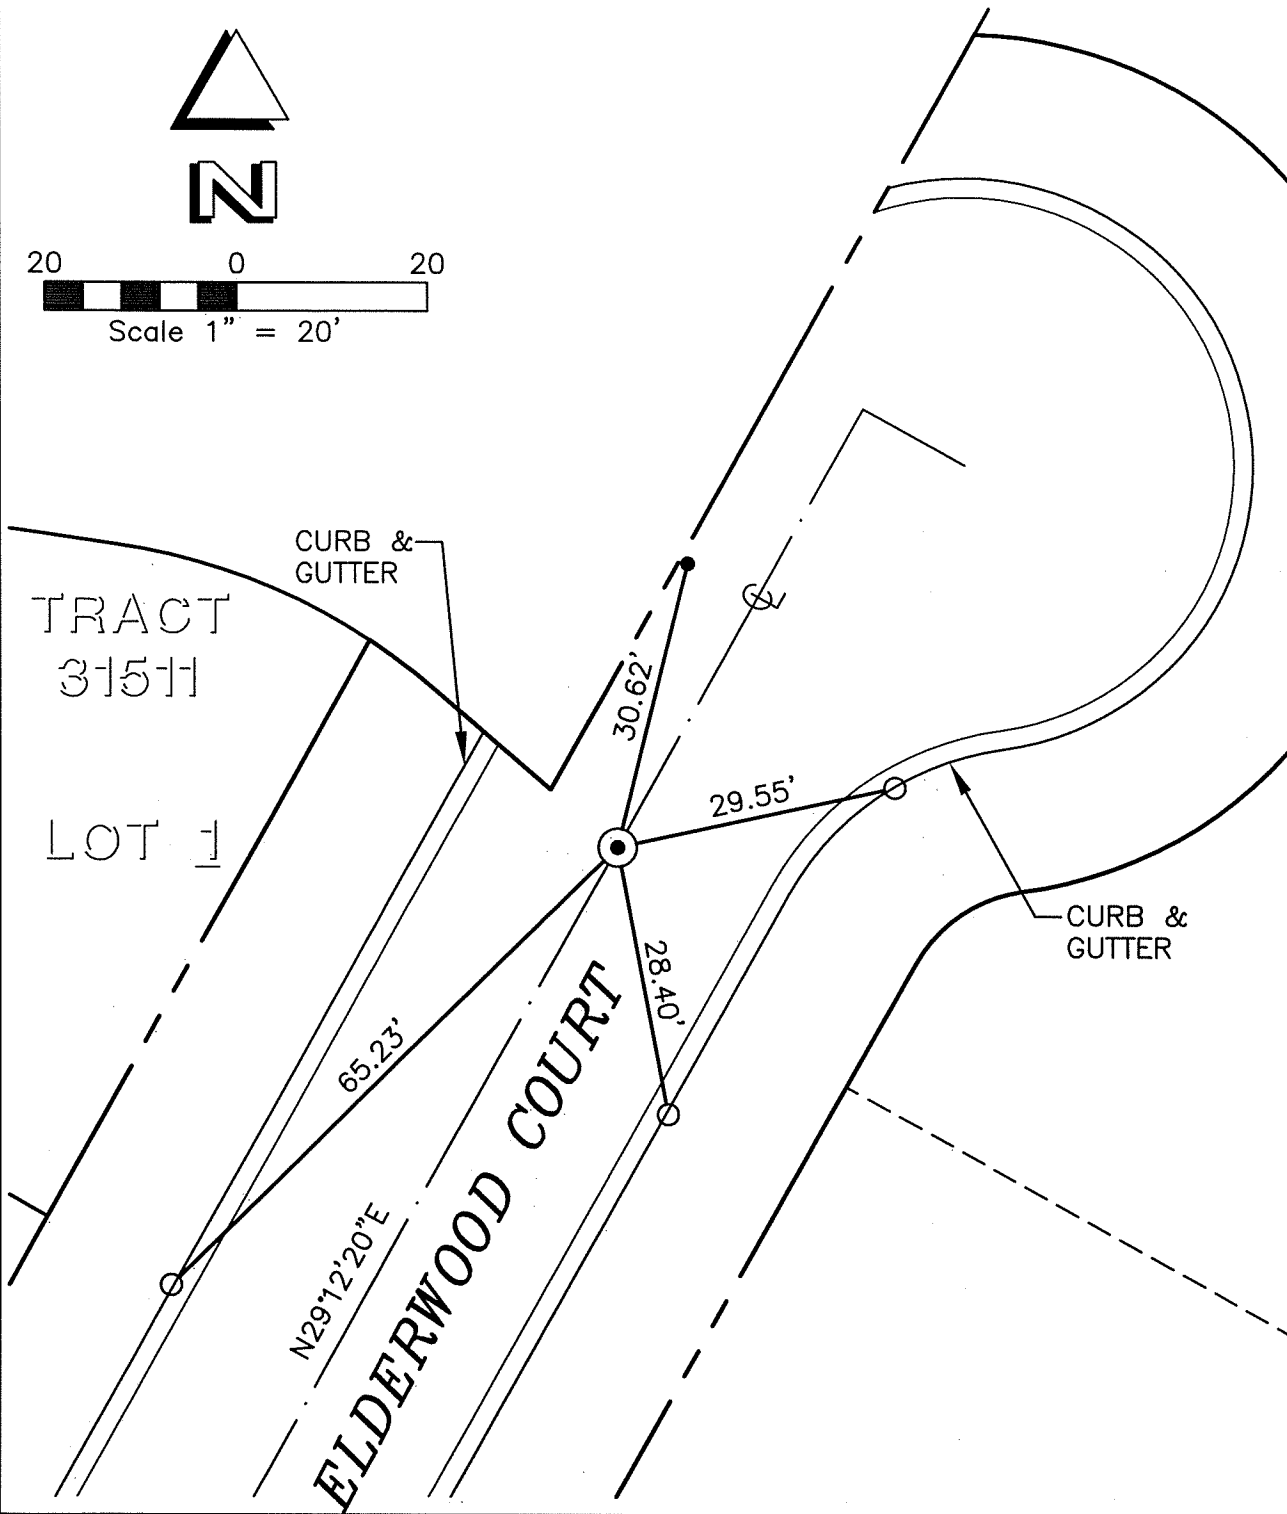 N
20 0 20
Scale 1" = 20'
CURB &
GUTTER
TRACT
31511
LOT 1
℄
30.62'
29.55'
28.40'
65.23'
CURB &
GUTTER
N29°12'20"E
ELDERWOOD COURT